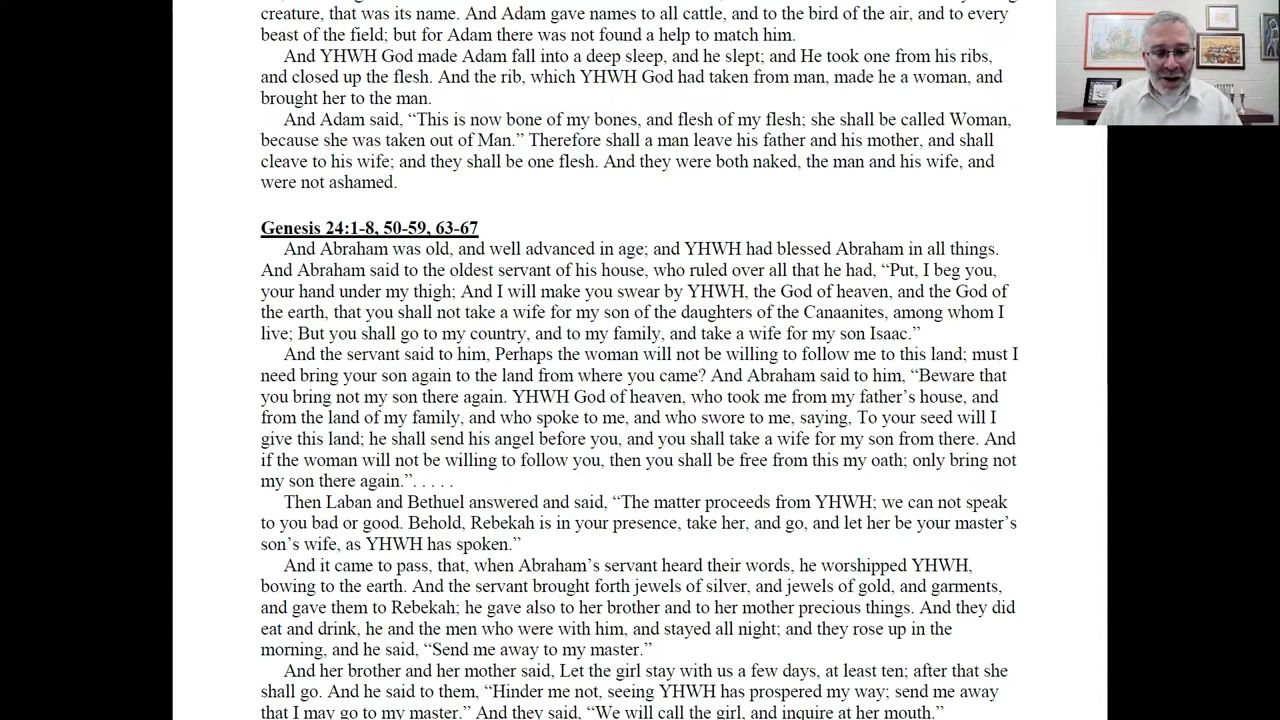 creature, that was its name. And Adam gave names to all cattle, and to the bird of the air, and to every
beast of the field; but for Adam there was not found a help to match him.
And YHWH God made Adam fall into a deep sleep, and he slept; and He took one from his ribs,
and closed up the flesh. And the rib, which YHWH God had taken from man, made he a woman, and
brought her to the man.
And Adam said, “This is now bone of my bones, and flesh of my flesh; she shall be called Woman,
because she was taken out of Man.” Therefore shall a man leave his father and his mother, and shall
cleave to his wife; and they shall be one flesh. And they were both naked, the man and his wife, and
were not ashamed.
Genesis 24:1-8, 50-59, 63-67
And Abraham was old, and well advanced in age; and YHWH had blessed Abraham in all things.
And Abraham said to the oldest servant of his house, who ruled over all that he had, “Put, I beg you,
your hand under my thigh; And I will make you swear by YHWH, the God of heaven, and the God of
the earth, that you shall not take a wife for my son of the daughters of the Canaanites, among whom I
live; But you shall go to my country, and to my family, and take a wife for my son Isaac.”
And the servant said to him, Perhaps the woman will not be willing to follow me to this land; must I
need bring your son again to the land from where you came? And Abraham said to him, “Beware that
you bring not my son there again. YHWH God of heaven, who took me from my father’s house, and
from the land of my family, and who spoke to me, and who swore to me, saying, To your seed will I
give this land; he shall send his angel before you, and you shall take a wife for my son from there. And
if the woman will not be willing to follow you, then you shall be free from this my oath; only bring not
my son there again.”. . . . .
Then Laban and Bethuel answered and said, “The matter proceeds from YHWH; we can not speak
to you bad or good. Behold, Rebekah is in your presence, take her, and go, and let her be your master’s
son’s wife, as YHWH has spoken.”
And it came to pass, that, when Abraham’s servant heard their words, he worshipped YHWH,
bowing to the earth. And the servant brought forth jewels of silver, and jewels of gold, and garments,
and gave them to Rebekah; he gave also to her brother and to her mother precious things. And they did
eat and drink, he and the men who were with him, and stayed all night; and they rose up in the
morning, and he said, “Send me away to my master.”
And her brother and her mother said, Let the girl stay with us a few days, at least ten; after that she
shall go. And he said to them, “Hinder me not, seeing YHWH has prospered my way; send me away
that I may go to my master.” And they said, “We will call the girl, and inquire at her mouth.”